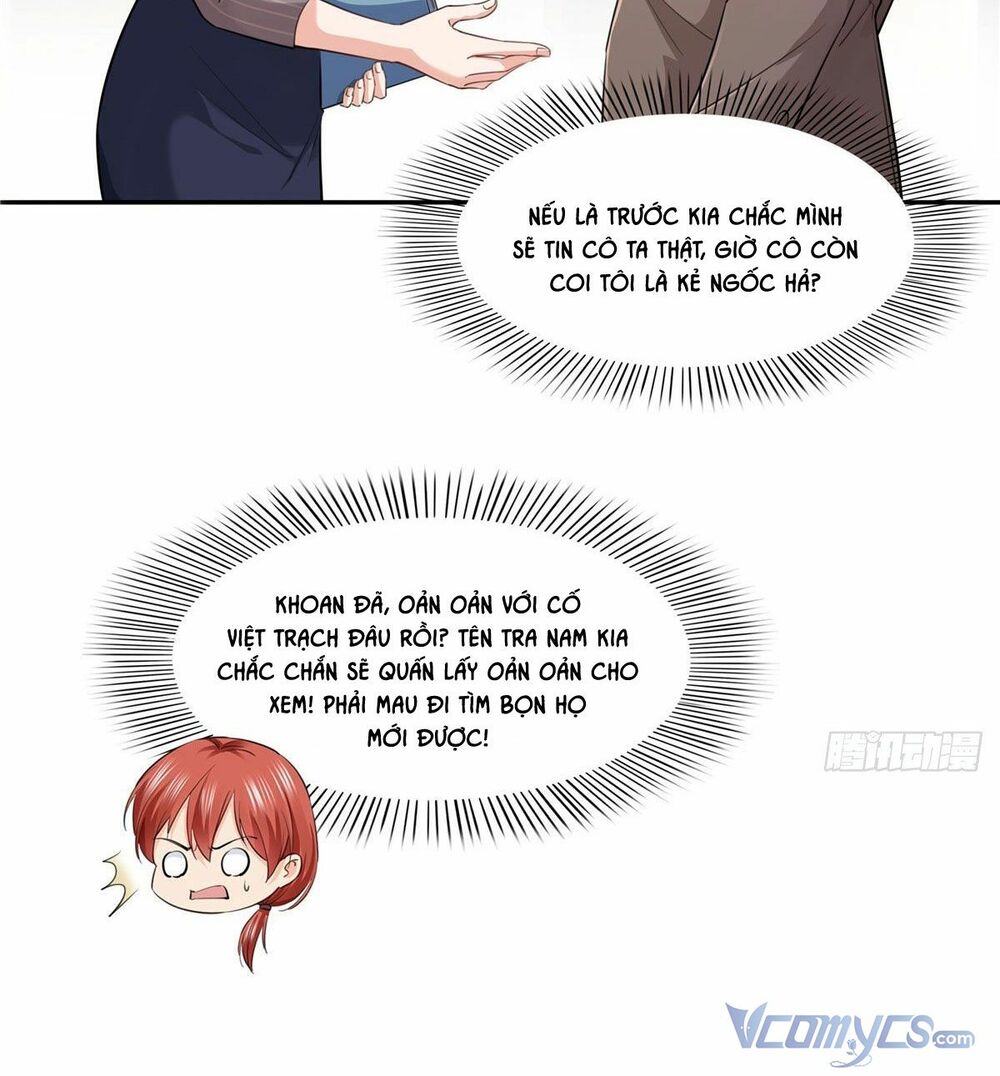 NẾU LÀ TRƯỚC KIA CHẮC MÌNH
SẼ TIN CÔ TA THẬT, GIỜ CÔ CÒN
COI TÔI LÀ KẺ NGỐC HẢ?
KHOAN ĐÃ, OẢN OẢN VỚI CỐ
VIỆT TRẠCH ĐÂU RỒI? TÊN TRA NAM KIA
CHẮC CHẮN SẼ QUẤN LẤY OẢN OẢN CHO
XEM! PHẢI MAU ĐI TÌM BỌN HỌ
MỚI ĐƯỢC!
腾讯动漫
VCOMYCS.com